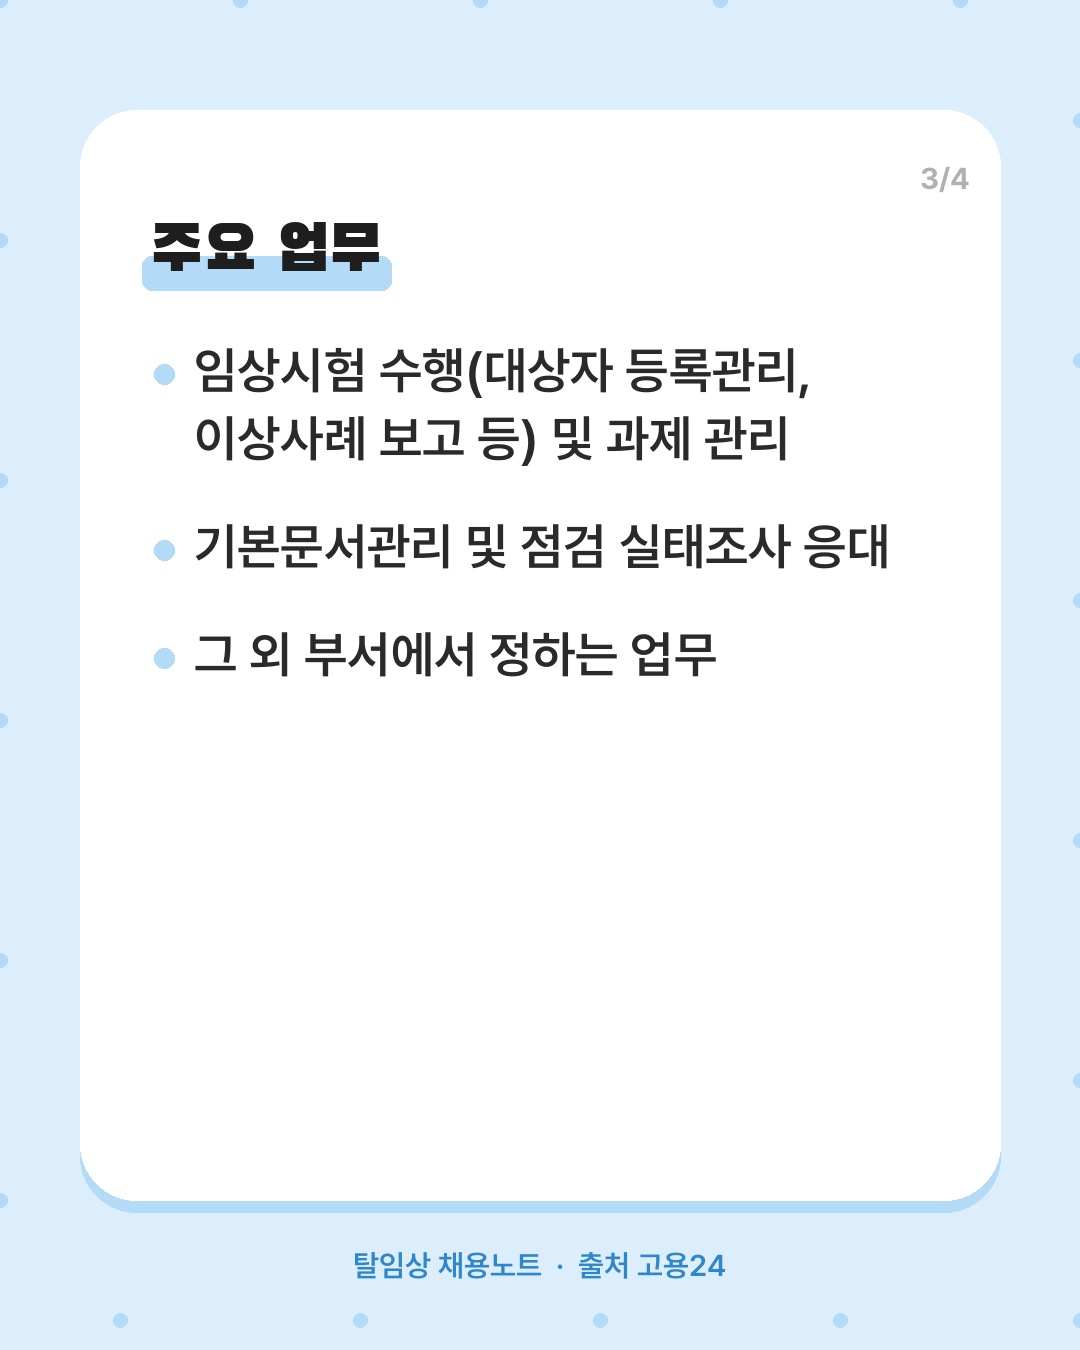 3/4
주요 업무
임상시험 수행(대상자 등록관리,
이상사례 보고 등) 및 과제 관리
기본문서관리 및 점검 실태조사 응대
그 외 부서에서 정하는 업무
탈임상 채용노트 · 출처 고용24